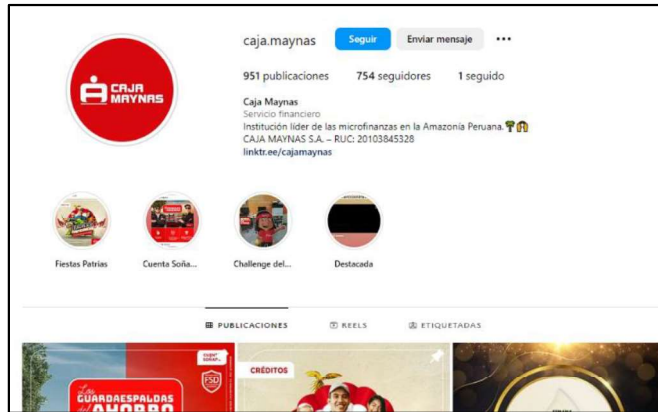 CAJA
MAYNAS
caja.maynas Seguir Enviar mensaje •••
951 publicaciones 754 seguidores 1 seguido
Caja Maynas
Servicio financiero
Institución líder de las microfinanzas en la Amazonía Peruana.
CAJA MAYNAS S.A. – RUC: 20103845328
linktr.ee/cajamaynas
Fiestas Patrias Cuenta Soña... Challenge del... Destacada
PUBLICACIONES REELS ETIQUETADAS
Los
GUARDAESPALDAS
del AHORRO
FSD
CRÉDITOS